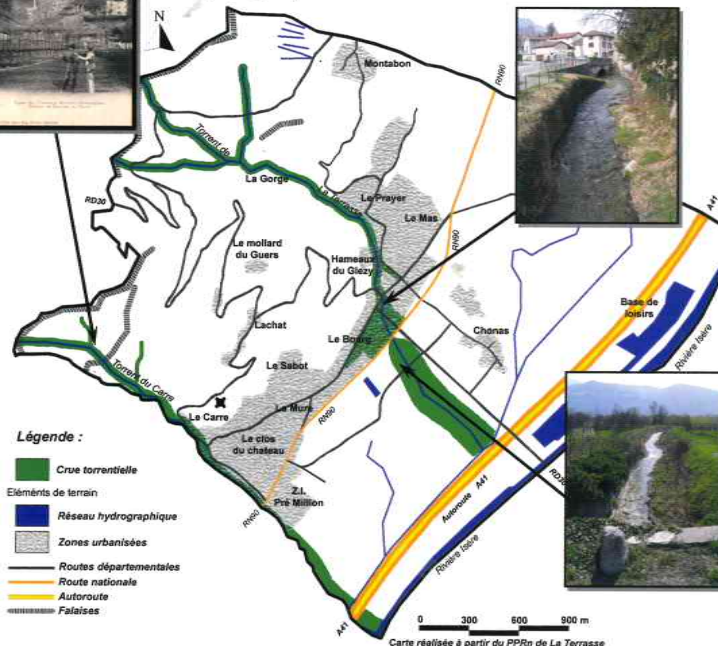 N
Montabon
RN90
Torrent de
La Gorge
La Terrasse
RD30
Le Prayer
Le Mas
A41
RN90
Le mollard
du Guers
Hameaux
du Glezy
Base de
loisirs
Rivière Isère
Lachat
Le Bourg
Chonas
Torrent du Carre
Le Sabot
Le Carre
La Mure
RN90
Légende :
Le clos
du chateau
Crue torrentielle
RD30
Eléments de terrain
Z.I.
Pré Million
A41
Autoroute
Réseau hydrographique
RN90
Rivière Isère
Zones urbanisées
Routes départementales
Route nationale
Autoroute
Falaises
A41
0 300 600 900 m
Carte réalisée à partir du PPRn de La Terrasse